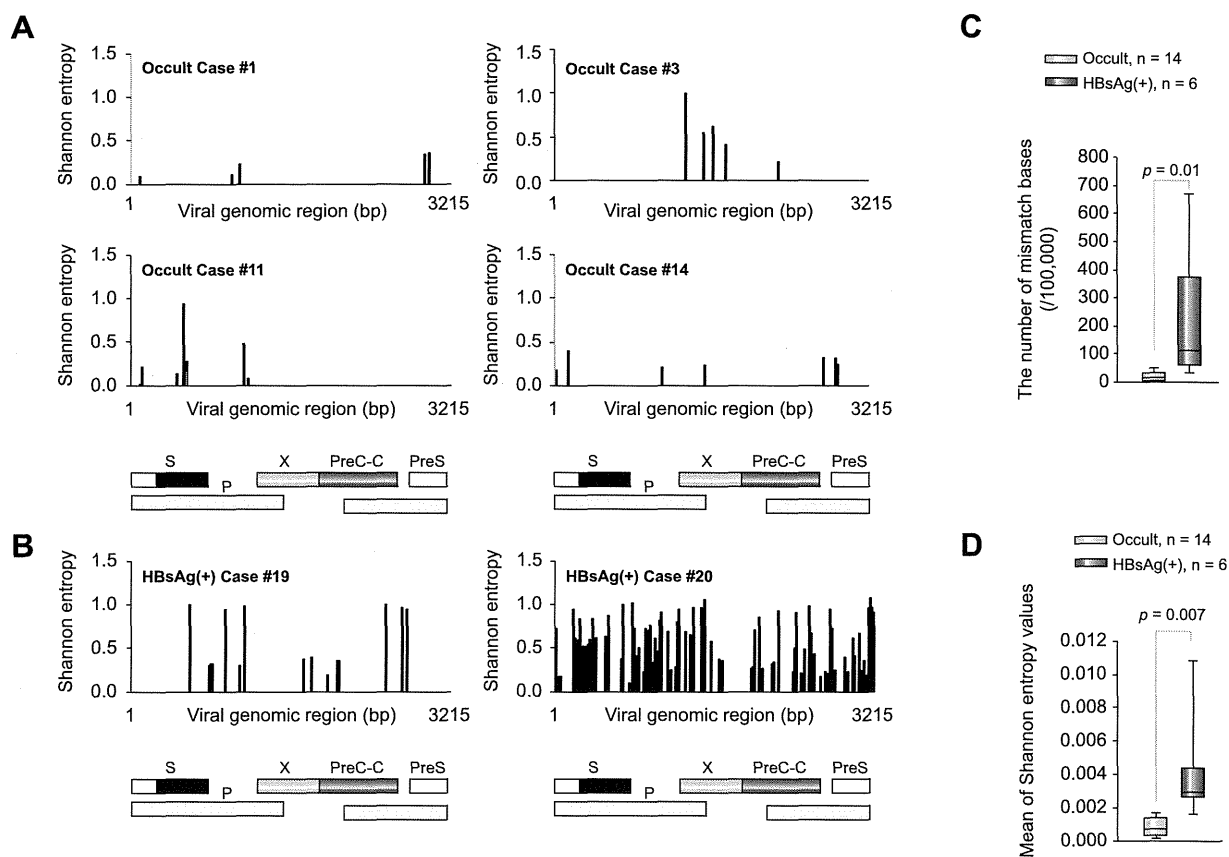 A
Shannon entropy
1.5
1.0
0.5
0.0
Occult Case #1
1
Viral genomic region (bp)
3215
Shannon entropy
1.5
1.0
0.5
0.0
Occult Case #3
1
Viral genomic region (bp)
3215
Shannon entropy
1.5
1.0
0.5
0.0
Occult Case #11
1
Viral genomic region (bp)
3215
Shannon entropy
1.5
1.0
0.5
0.0
Occult Case #14
1
Viral genomic region (bp)
3215
S
P
X
PreC-C
PreS
S
P
X
PreC-C
PreS
B
Shannon entropy
1.5
1.0
0.5
0.0
HBsAg(+) Case #19
1
Viral genomic region (bp)
3215
Shannon entropy
1.5
1.0
0.5
0.0
HBsAg(+) Case #20
1
Viral genomic region (bp)
3215
S
P
X
PreC-C
PreS
S
P
X
PreC-C
PreS
C
Occult, n = 14
HBsAg(+), n = 6
The number of mismatch bases
(/100,000)
800
700
600
500
400
300
200
100
0
p = 0.01
D
Occult, n = 14
HBsAg(+), n = 6
Mean of Shannon entropy values
0.012
0.010
0.008
0.006
0.004
0.002
0.000
p = 0.007